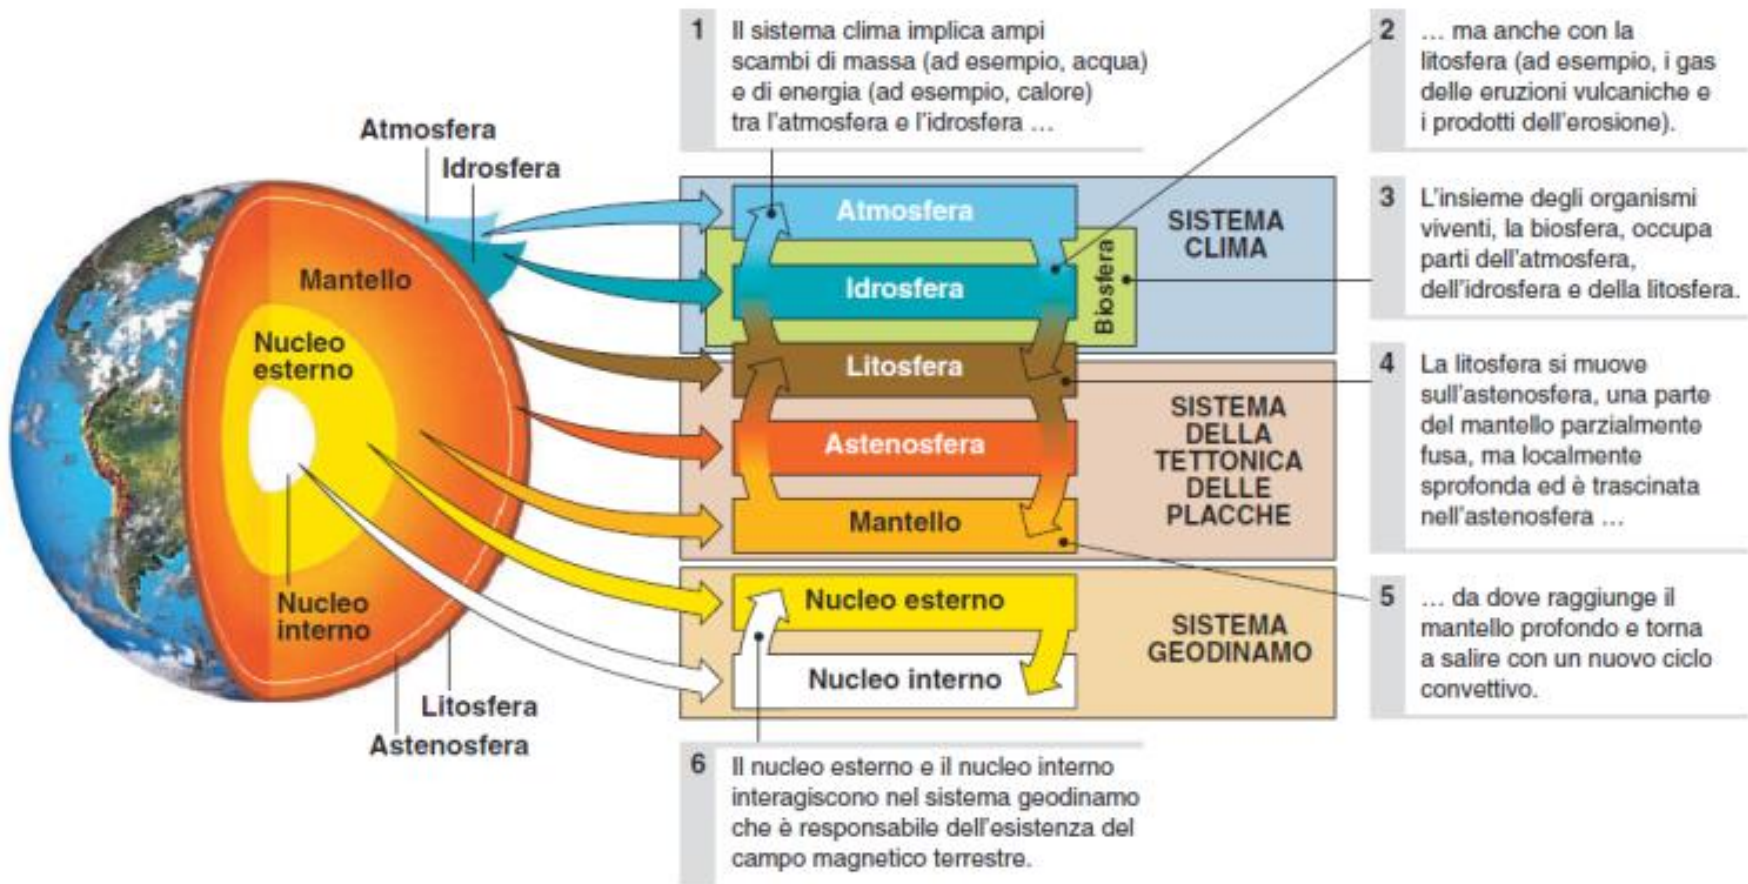 1
Il sistema clima implica ampi
scambi di massa (ad esempio, acqua)
e di energia (ad esempio, calore)
tra l'atmosfera e l'idrosfera …
2
… ma anche con la
litosfera (ad esempio, i gas
delle eruzioni vulcaniche e
i prodotti dell'erosione).
Atmosfera
Idrosfera
Mantello
Nucleo
esterno
Nucleo
interno
Litosfera
Astenosfera
Atmosfera
Idrosfera
Biosfera
SISTEMA
CLIMA
Litosfera
Astenosfera
Mantello
SISTEMA
DELLA
TETTONICA
DELLE
PLACCHE
Nucleo esterno
Nucleo interno
SISTEMA
GEODINAMO
3
L'insieme degli organismi
viventi, la biosfera, occupa
parti dell'atmosfera,
dell'idrosfera e della litosfera.
4
La litosfera si muove
sull'astenosfera, una parte
del mantello parzialmente
fusa, ma localmente
sprofonda ed è trascinata
nell'astenosfera …
5
… da dove raggiunge il
mantello profondo e torna
a salire con un nuovo ciclo
convettivo.
6
Il nucleo esterno e il nucleo interno
interagiscono nel sistema geodinamo
che è responsabile dell'esistenza del
campo magnetico terrestre.